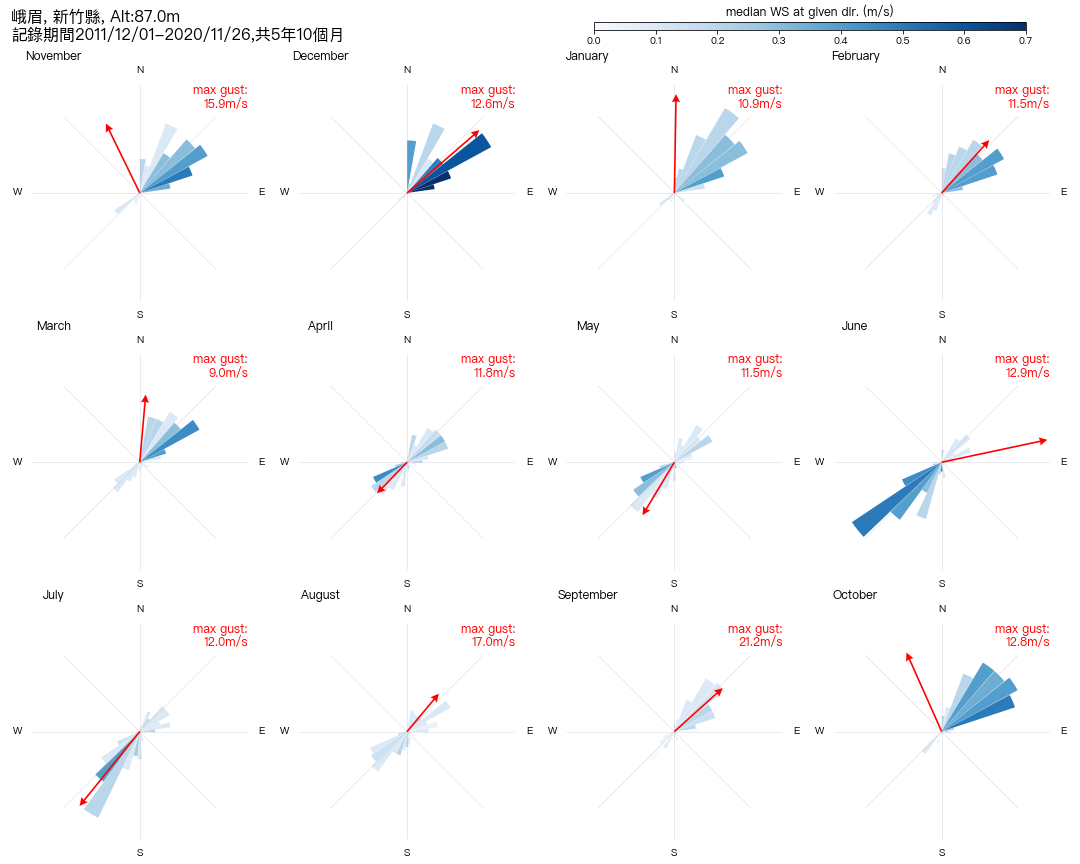 峨眉, 新竹縣, Alt:87.0m
記錄期間2011/12/01-2020/11/26,共5年10個月
median WS at given dir. (m/s)
0.0 0.1 0.2 0.3 0.4 0.5 0.6 0.7
November
N
max gust:
15.9m/s
W
E
S
December
N
max gust:
12.6m/s
W
E
S
January
N
max gust:
10.9m/s
W
E
S
February
N
max gust:
11.5m/s
W
E
S
March
N
max gust:
9.0m/s
W
E
S
April
N
max gust:
11.8m/s
W
E
S
May
N
max gust:
11.5m/s
W
E
S
June
N
max gust:
12.9m/s
W
E
S
July
N
max gust:
12.0m/s
W
E
S
August
N
max gust:
17.0m/s
W
E
S
September
N
max gust:
21.2m/s
W
E
S
October
N
max gust:
12.8m/s
W
E
S